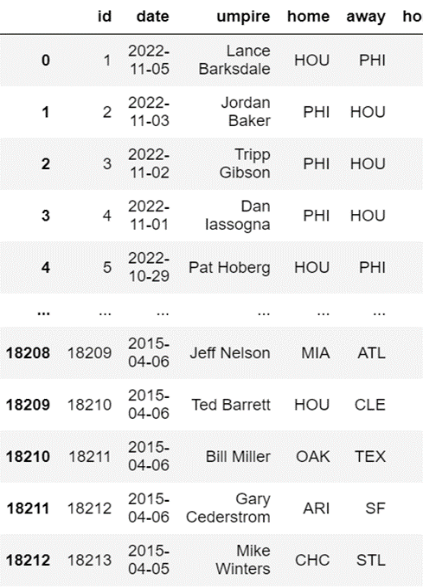 id date umpire home away ho
0 1 2022-11-05 Lance Barksdale HOU PHI
1 2 2022-11-03 Jordan Baker PHI HOU
2 3 2022-11-02 Tripp Gibson PHI HOU
3 4 2022-11-01 Dan Iassogna PHI HOU
4 5 2022-10-29 Pat Hoberg HOU PHI
... ... ... ... ... ...
18208 18209 2015-04-06 Jeff Nelson MIA ATL
18209 18210 2015-04-06 Ted Barrett HOU CLE
18210 18211 2015-04-06 Bill Miller OAK TEX
18211 18212 2015-04-06 Gary Cederstrom ARI SF
18212 18213 2015-04-05 Mike Winters CHC STL